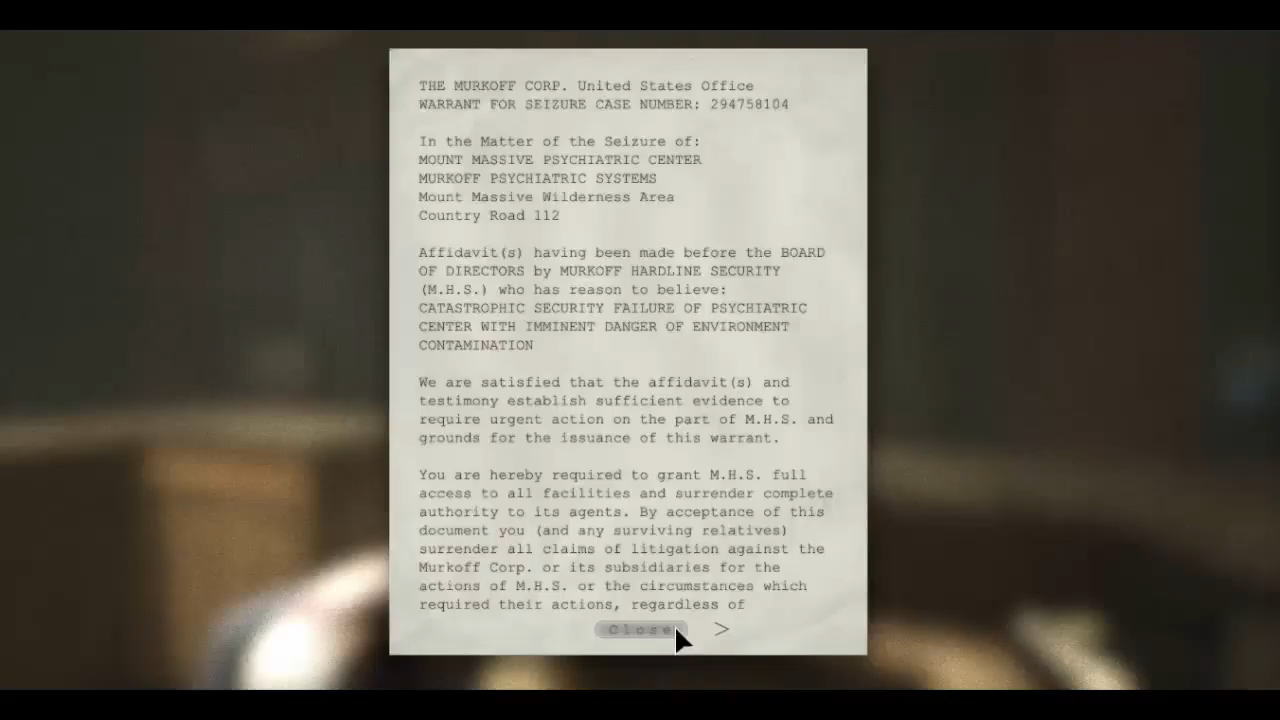 THE MURKOFF CORP. United States Office
WARRANT FOR SEIZURE CASE NUMBER: 294758104
In the Matter of the Seizure of:
MOUNT MASSIVE PSYCHIATRIC CENTER
MURKOFF PSYCHIATRIC SYSTEMS
Mount Massive Wilderness Area
Country Road 112
Affidavit(s) having been made before the BOARD
OF DIRECTORS by MURKOFF HARDLINE SECURITY
(M.H.S.) who has reason to believe:
CATASTROPHIC SECURITY FAILURE OF PSYCHIATRIC
CENTER WITH IMMINENT DANGER OF ENVIRONMENT
CONTAMINATION
We are satisfied that the affidavit(s) and
testimony establish sufficient evidence to
require urgent action on the part of M.H.S. and
grounds for the issuance of this warrant.
You are hereby required to grant M.H.S. full
access to all facilities and surrender complete
authority to its agents. By acceptance of this
document you (and any surviving relatives)
surrender all claims of litigation against the
Murkoff Corp. or its subsidiaries for the
actions of M.H.S. or the circumstances which
required their actions, regardless of
Close >